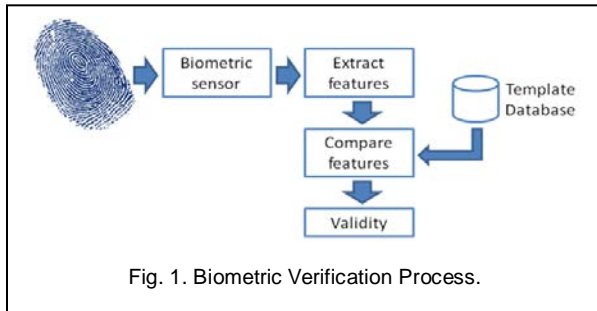 Biometric
sensor
Extract
features
Template
Database
Compare
features
Validity
Fig. 1. Biometric Verification Process.